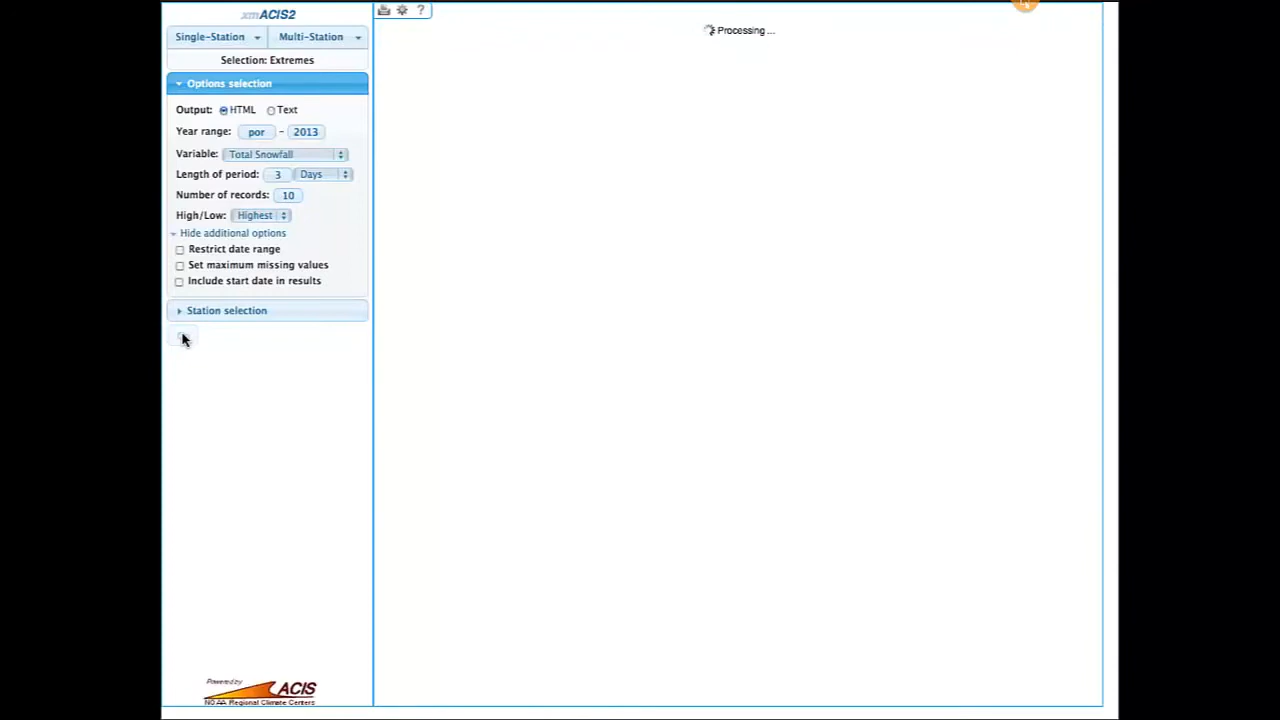 xmACIS2
Single-Station Multi-Station
Selection: Extremes
Options selection
Output: HTML Text
Year range: por - 2013
Variable: Total Snowfall
Length of period: 3 Days
Number of records: 10
High/Low: Highest
Hide additional options
Restrict date range
Set maximum missing values
Include start date in results
Station selection
?
Processing ...
Powered by
ACIS
NOAA Regional Climate Centers